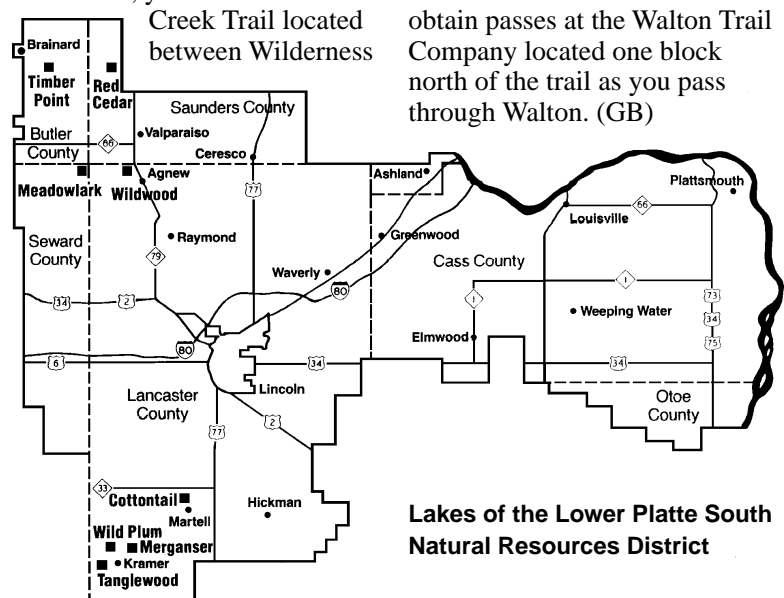 Creek Trail located
between Wilderness
obtain passes at the Walton Trail
Company located one block
north of the trail as you pass
through Walton. (GB)
Brainard
Timber
Point
Red
Cedar
Saunders County
Butler
County
66
Valparaiso
Ceresco
Meadowlark
Wildwood
Agnew
77
Ashland
Plattsmouth
Louisville
66
Seward
County
79
Raymond
Greenwood
Waverly
Cass County
80
1
1
34
2
73
34
75
Weeping Water
Elmwood
6
80
34
34
Lancaster
County
Lincoln
77
2
Otoe
County
33
Cottontail
Martell
Hickman
Wild Plum
Merganser
Kramer
Tanglewood
Lakes of the Lower Platte South
Natural Resources District